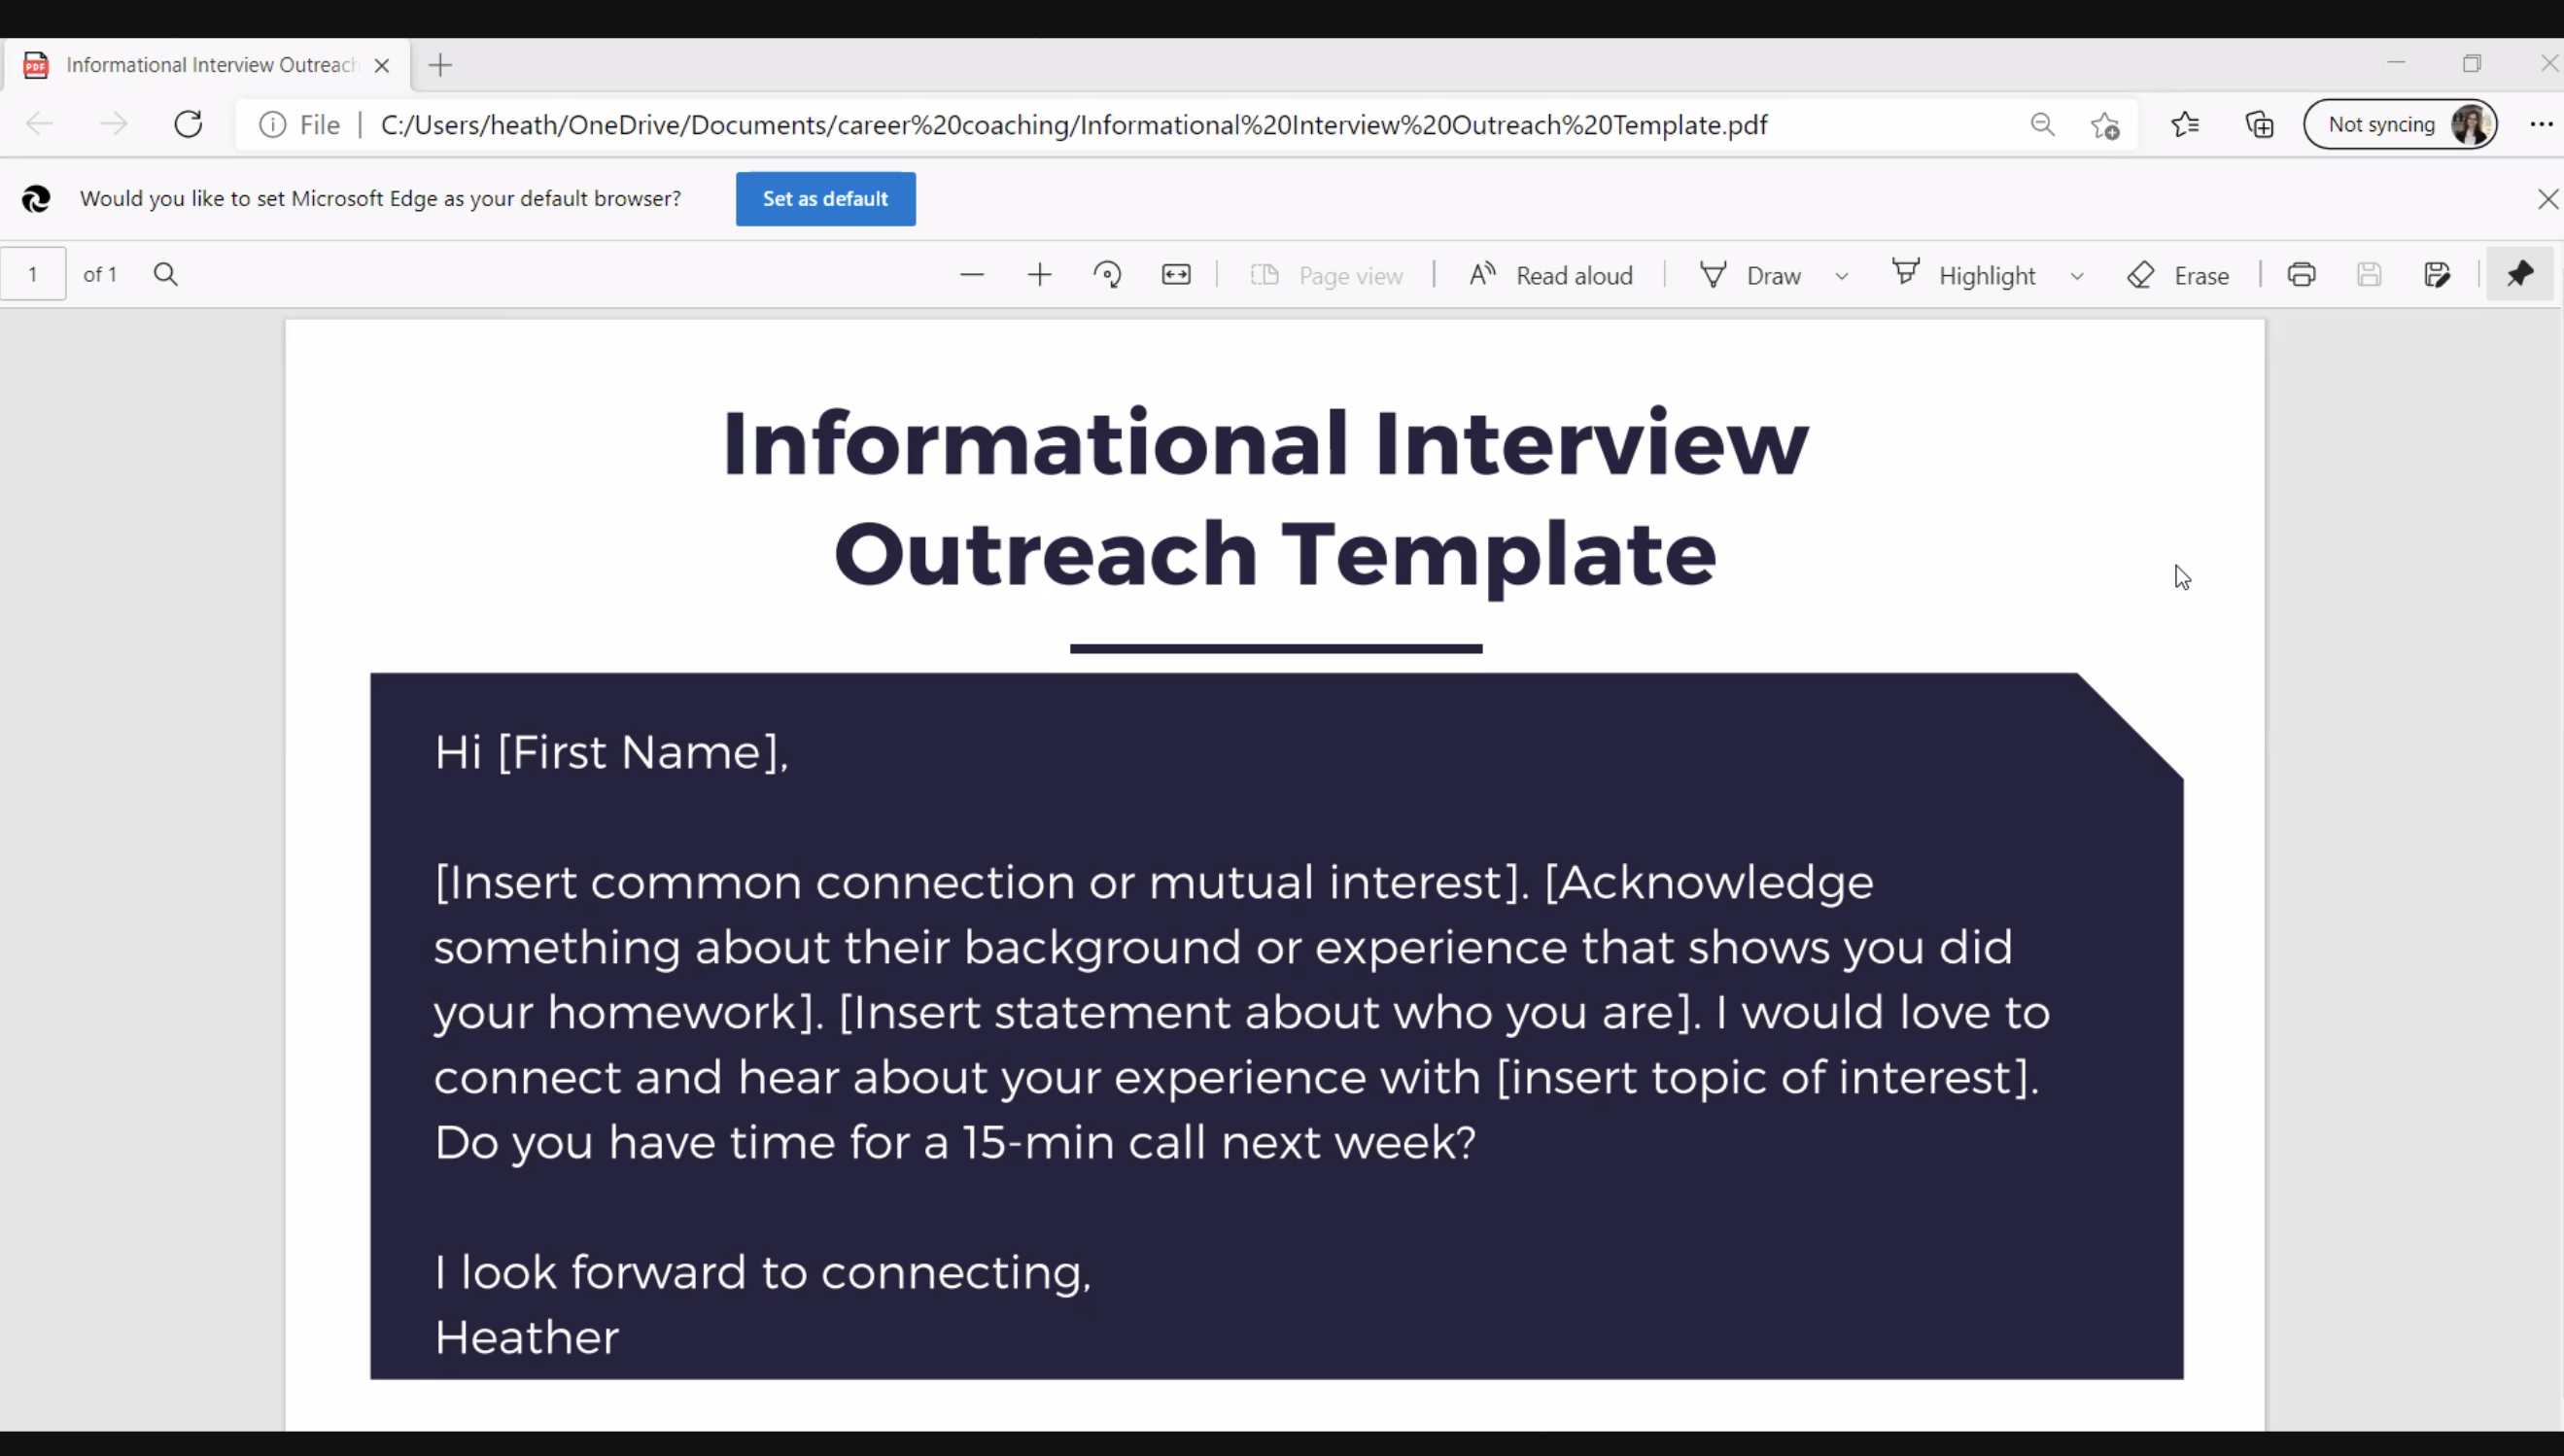 Informational Interview Outreach
File | C:/Users/heath/OneDrive/Documents/career%20coaching/Informational%20Interview%20Outreach%20Template.pdf
Not syncing
Would you like to set Microsoft Edge as your default browser?
Set as default
1 of 1
Page view
Read aloud
Draw
Highlight
Erase
Informational Interview
Outreach Template
Hi [First Name],
[Insert common connection or mutual interest]. [Acknowledge
something about their background or experience that shows you did
your homework]. [Insert statement about who you are]. I would love to
connect and hear about your experience with [insert topic of interest].
Do you have time for a 15-min call next week?
I look forward to connecting,
Heather